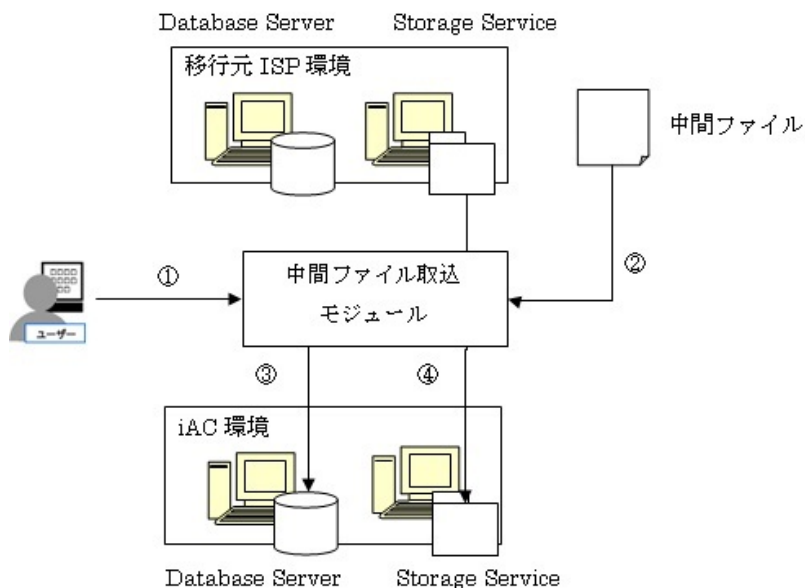 Database Server
Storage Service
移行元 ISP 環境
中間ファイル
①
②
中間ファイル取込
モジュール
ユーザー
③
④
iAC 環境
Database Server
Storage Service